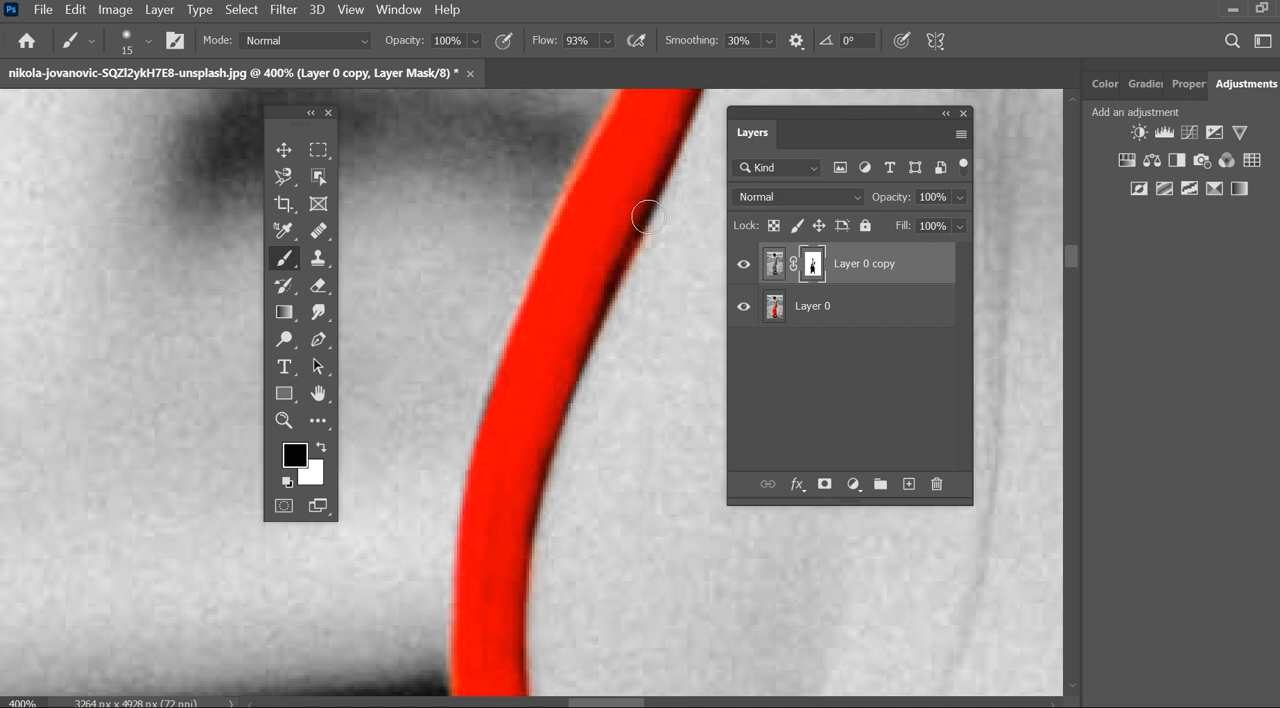 Ps File Edit Image Layer Type Select Filter 3D View Window Help
15 Mode: Normal Opacity: 100% Flow: 93% Smoothing: 30% 0°
nikola-jovanovic-SQZl2ykH7E8-unsplash.jpg @ 400% (Layer 0 copy, Layer Mask/8) * ×
Color Gradie Proper Adjustments
Add an adjustment
Layers
Kind
Normal Opacity: 100%
Lock: Fill: 100%
Layer 0 copy
Layer 0
fx
400% 3264 px x 4928 px (72 ppi)